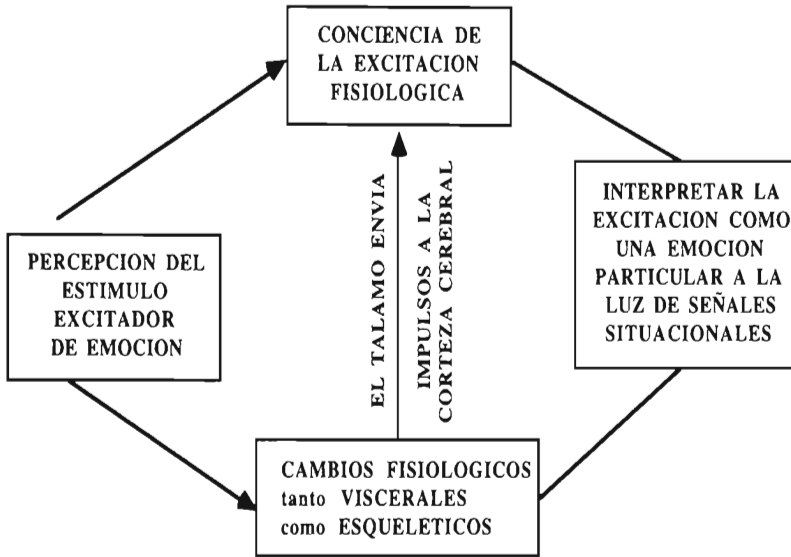 CONCIENCIA DE
LA EXCITACION
FISIOLOGICA
PERCEPCION DEL
ESTIMULO
EXCITADOR
DE EMOCION
EL TALAMO ENVIA
IMPULSOS A LA
CORTEZA CEREBRAL
INTERPRETAR LA
EXCITACION COMO
UNA EMOCION
PARTICULAR A LA
LUZ DE SEÑALES
SITUACIONALES
CAMBIOS FISIOLOGICOS
tanto VISCERALES
como ESQUELETICOS